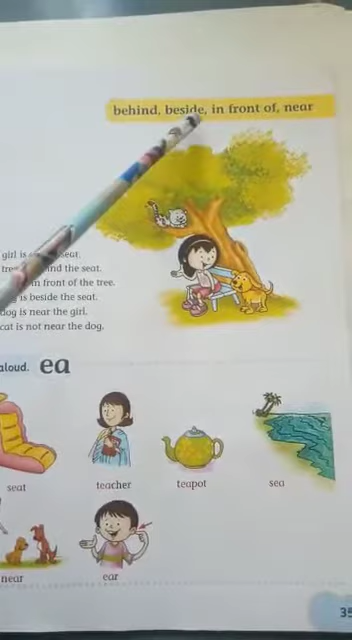 behind, beside, in front of, near
girl is seat.
the seat.
in front of the tree.
is beside the seat.
dog is near the girl.
cat is not near the dog.
aloud. ea
seat teacher teapot sea
near ear
35